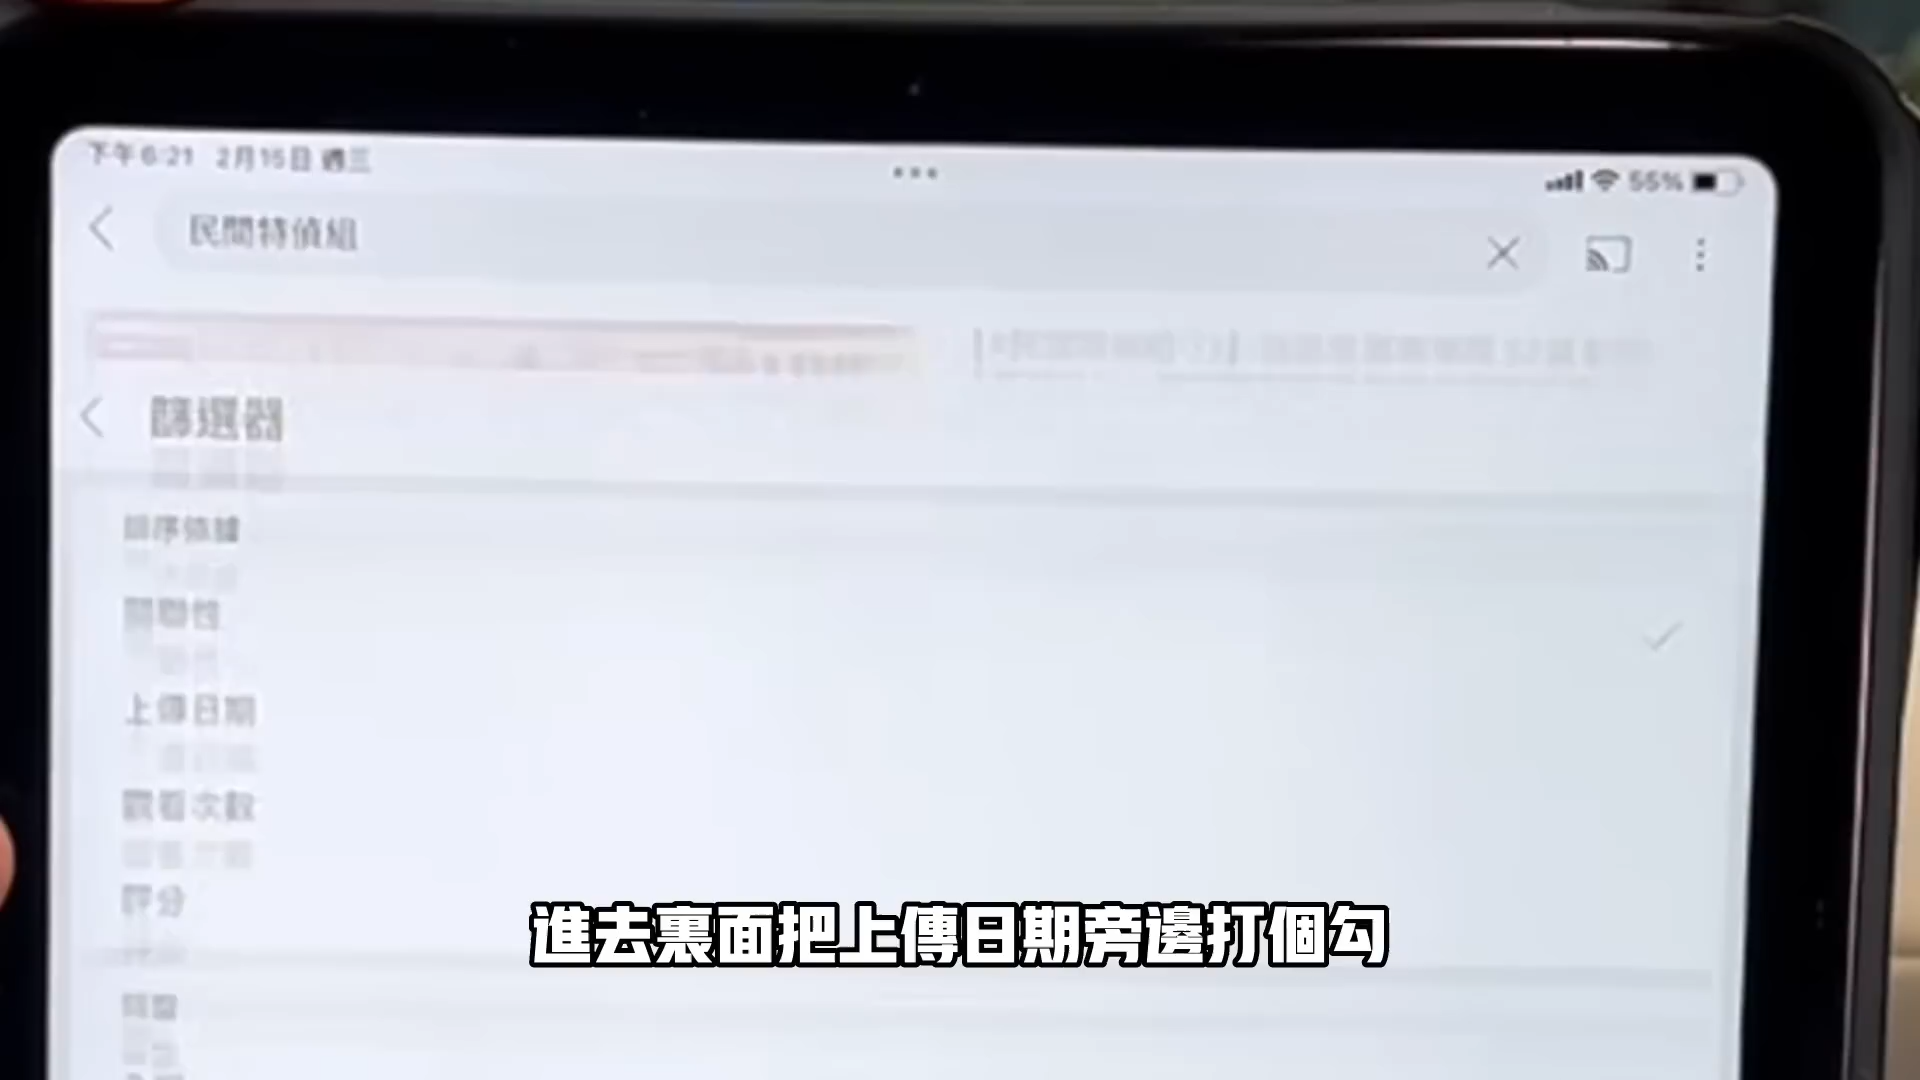 下午6:21 2月15日 週三
55%
民間特偵組
篩選器
排序依據
關聯性
上傳日期
觀看次數
評分
進去裏面把上傳日期旁邊打個勾